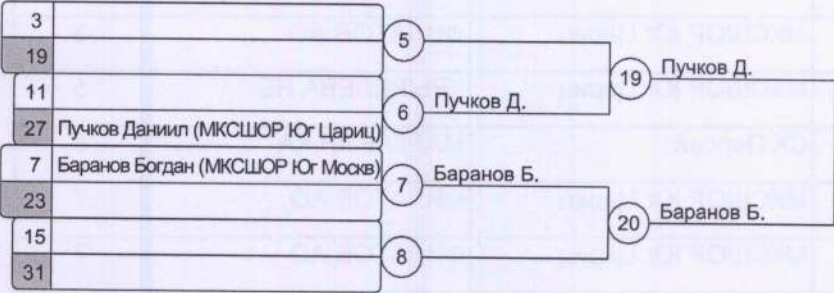 3
5
19
19 Пучков Д.
11
6 Пучков Д.
27 Пучков Даниил (МКСШОР Юг Цариц)
7 Баранов Богдан (МКСШОР Юг Москв)
7 Баранов Б.
23
20 Баранов Б.
15
8
31